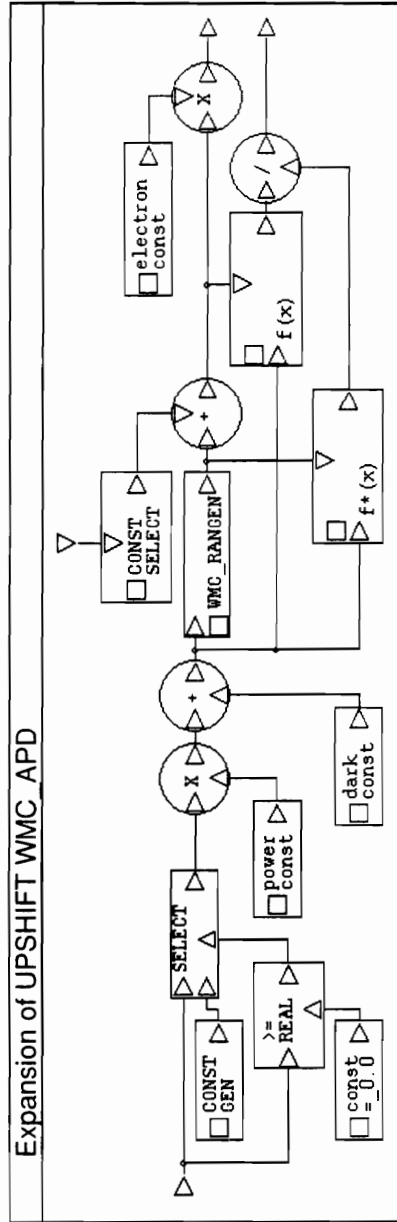 Expansion of UPSHIFT WMC_APD
CONST
GEN
SELECT
>=
REAL
const
=_0.0
X
power
const
+
dark
const
CONST
SELECT
WMC_RANGEN
+
f*(x)
f(x)
electron
const
X
/